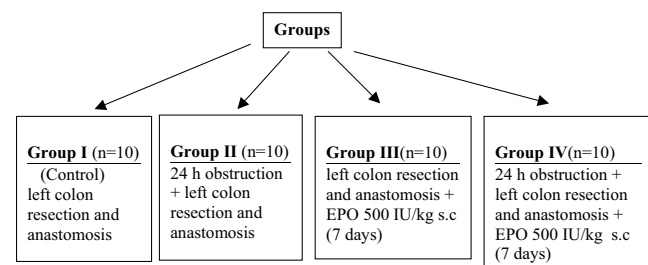 Groups
Group I (n=10)
(Control)
left colon
resection and
anastomosis
Group II (n=10)
24 h obstruction
+ left colon
resection and
anastomosis
Group III(n=10)
left colon resection
and anastomosis +
EPO 500 IU/kg s.c
(7 days)
Group IV(n=10)
24 h obstruction +
left colon resection
and anastomosis +
EPO 500 IU/kg s.c
(7 days)